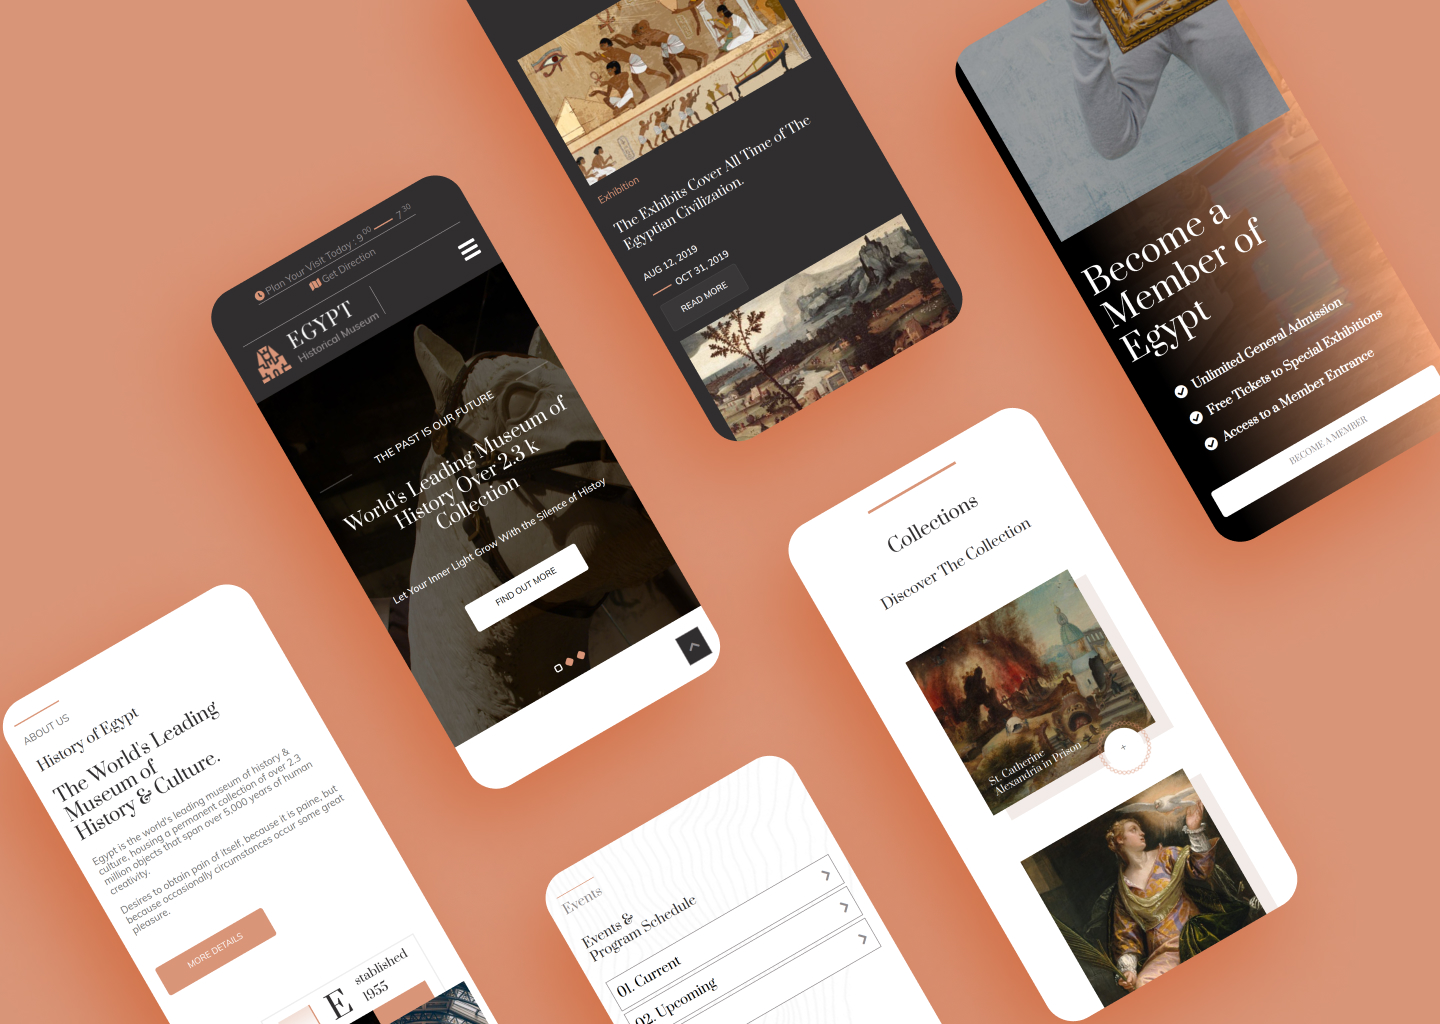 Plan Your Visit Today : 9 00 7 30
Get Direction
EGYPT
Historical Museum
THE PAST IS OUR FUTURE
World's Leading Museum of
History Over 2.3 k
Collection
Let Your Inner Light Grow With the Silence of Histoy
FIND OUT MORE
Exhibition
The Exhibits Cover All Time of The
Egyptian Civilization.
AUG 12, 2019
OCT 31, 2019
READ MORE
Become a
Member of
Egypt
Unlimited General Admission
Free Tickets to Special Exhibitions
Access to a Member Entrance
BECOME A MEMBER
ABOUT US
History of Egypt
The World's Leading
Museum of
History & Culture.
Egypt is the world's leading museum of history &
culture, housing a permanent collection of over 2.3
million objects that span over 5,000 years of human
creativity.
Desires to obtain pain of itself, because it is paine, but
because occasionally circumstances occur some great
pleasure.
MORE DETAILS
E stablished
1955
Events
Events &
Program Schedule
01. Current
02. Upcoming
Collections
Discover The Collection
St. Catherine
Alexandria in Prison
+